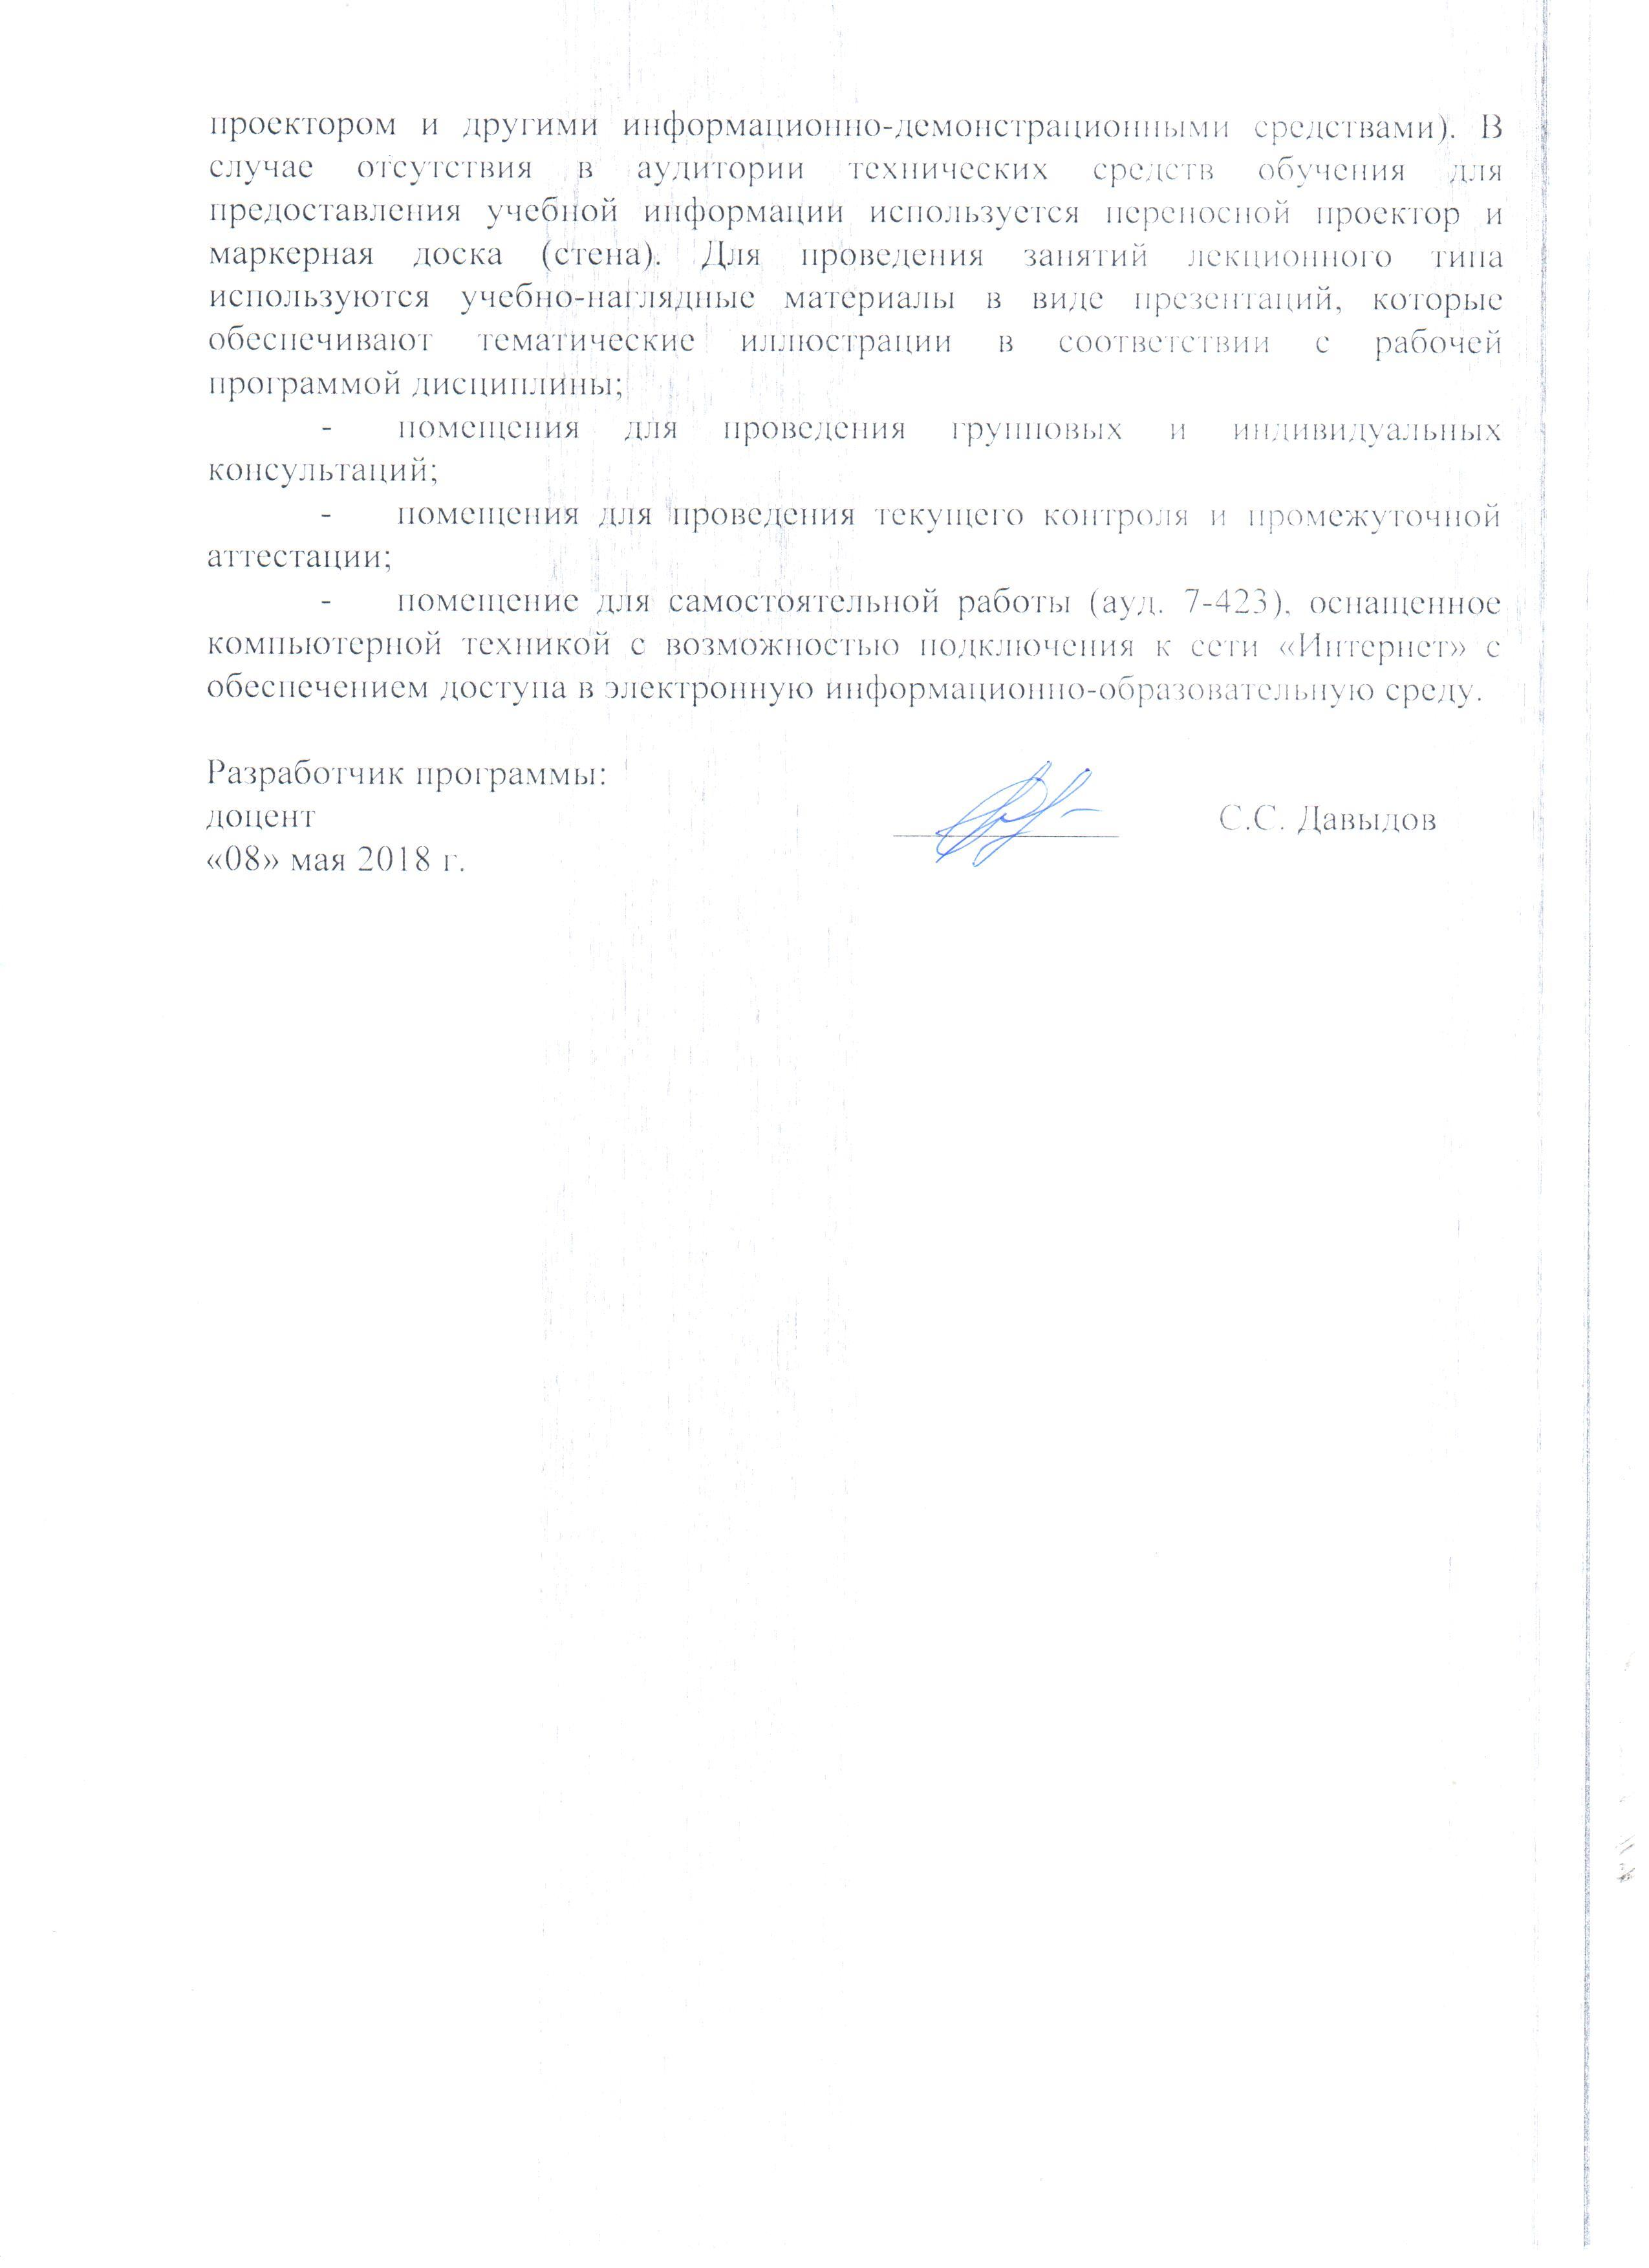 проектором и другими информационно-демонстрационными средствами). В
случае отсутствия в аудитории технических средств обучения для
предоставления учебной информации используется переносной проектор и
маркерная доска (стена). Для проведения занятий лекционного типа
используются учебно-наглядные материалы в виде презентаций, которые
обеспечивают тематические иллюстрации в соответствии с рабочей
программой дисциплины;
- помещения для проведения групповых и индивидуальных
консультаций;
- помещения для проведения текущего контроля и промежуточной
аттестации;
- помещение для самостоятельной работы (ауд. 7-423), оснащенное
компьютерной техникой с возможностью подключения к сети «Интернет» с
обеспечением доступа в электронную информационно-образовательную среду.
Разработчик программы:
доцент С.С. Давыдов
«08» мая 2018 г.